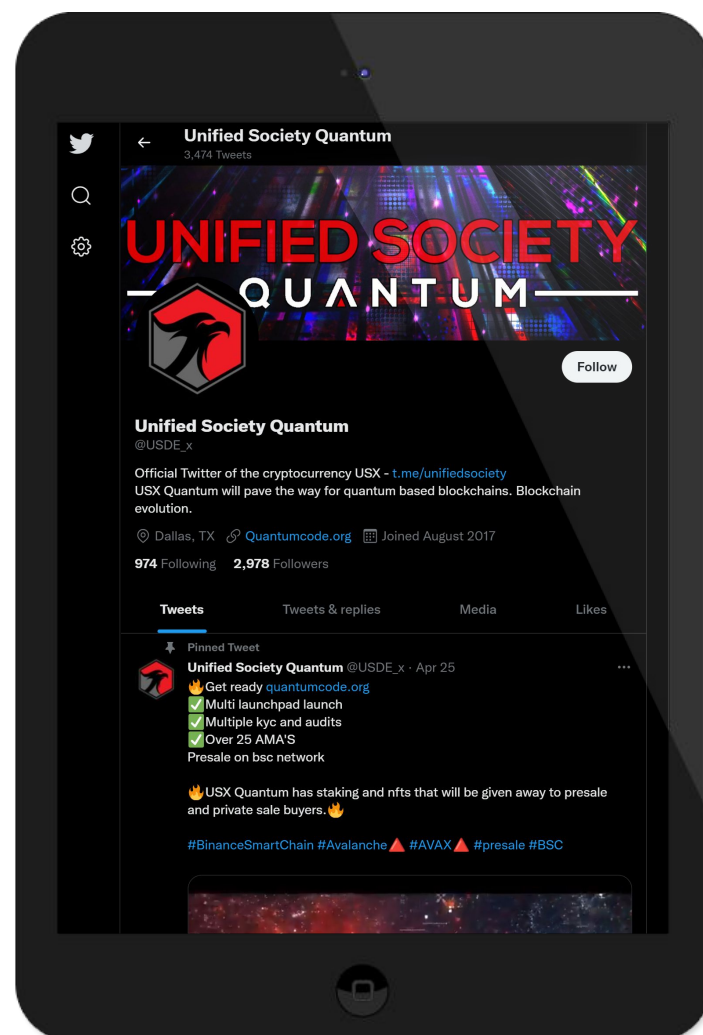 Unified Society Quantum
3,474 Tweets
UNIFIED SOCIETY
QUANTUM
Follow
Unified Society Quantum
@USDE_x
Official Twitter of the cryptocurrency USX - t.me/unifiedsociety
USX Quantum will pave the way for quantum based blockchains. Blockchain
evolution.
Dallas, TX Quantumcode.org Joined August 2017
974 Following 2,978 Followers
Tweets Tweets & replies Media Likes
Pinned Tweet
Unified Society Quantum @USDE_x · Apr 25
🔥Get ready quantumcode.org
✅Multi launchpad launch
✅Multiple kyc and audits
✅Over 25 AMA'S
Presale on bsc network
🔥USX Quantum has staking and nfts that will be given away to presale
and private sale buyers.🔥
#BinanceSmartChain #Avalanche🔺 #AVAX🔺 #presale #BSC